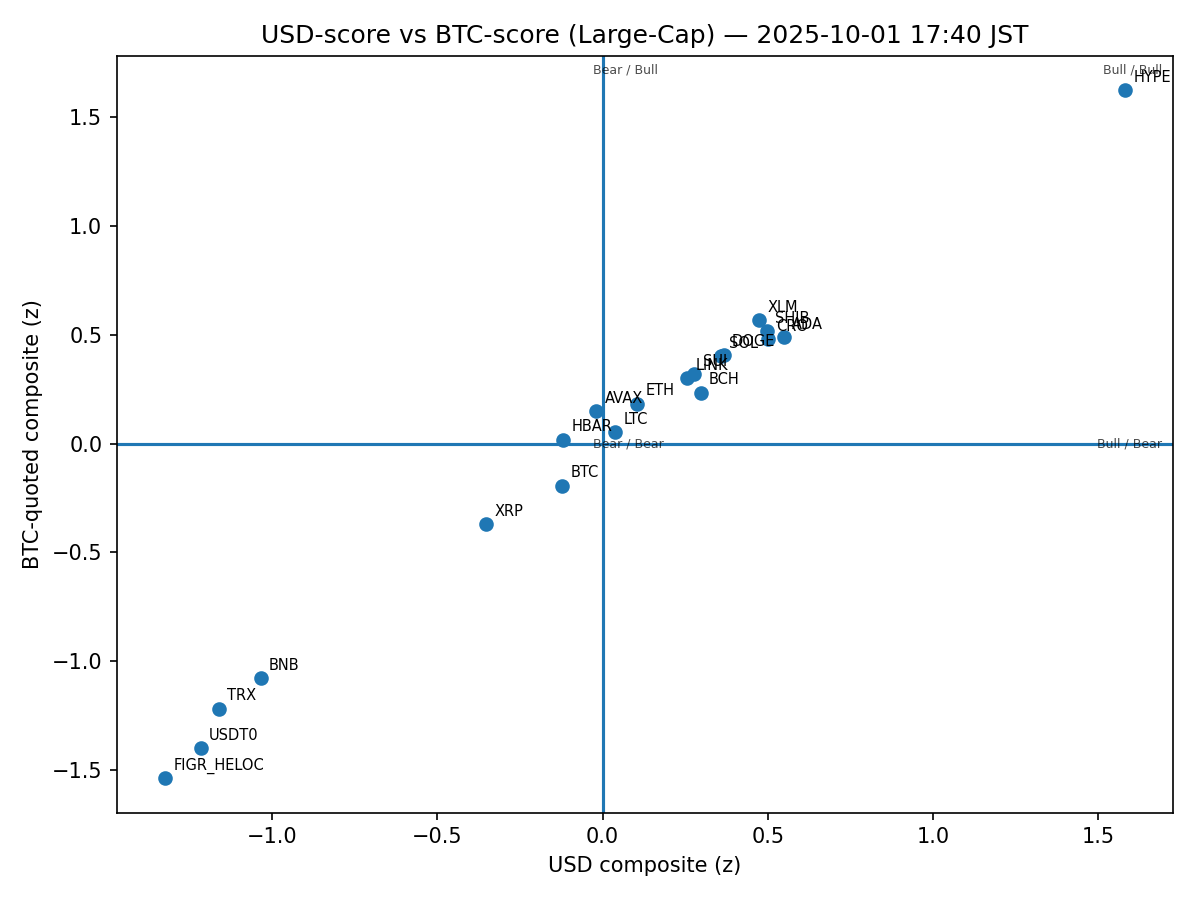 USD-score vs BTC-score (Large-Cap) — 2025-10-01 17:40 JST
Bear / Bull
Bull / Bull
HYPE
1.5
1.0
0.5
0.0
−0.5
−1.0
−1.5
BTC-quoted composite (z)
XLM
SHIB
ADA
CRO
DOGE
SOL
SUI
LINK
BCH
ETH
AVAX
LTC
HBAR
Bear / Bear
Bull / Bear
BTC
XRP
BNB
TRX
USDT0
FIGR_HELOC
−1.0
−0.5
0.0
0.5
1.0
1.5
USD composite (z)